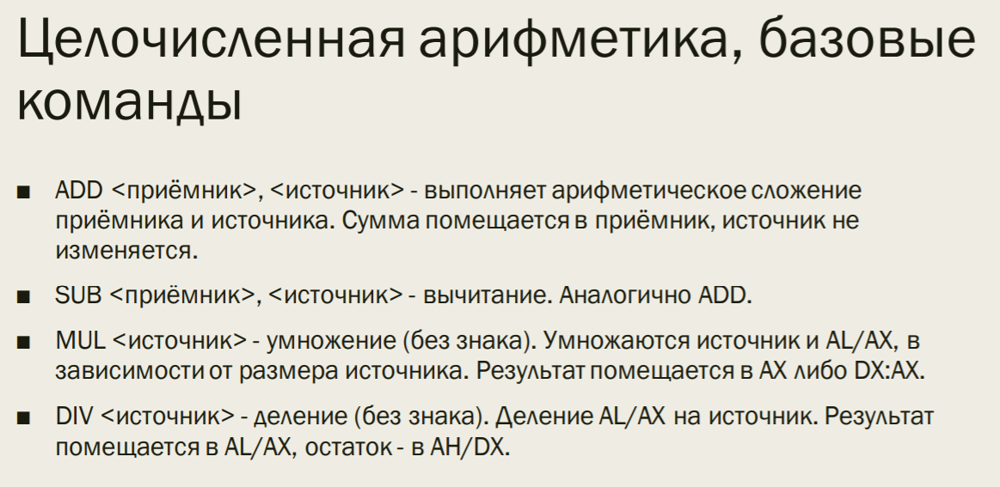 Целочисленная арифметика, базовые
команды
■ ADD <приёмник>, <источник> - выполняет арифметическое сложение
приёмника и источника. Сумма помещается в приёмник, источник не
изменяется.
■ SUB <приёмник>, <источник> - вычитание. Аналогично ADD.
■ MUL <источник> - умножение (без знака). Умножаются источник и AL/AX, в
зависимости от размера источника. Результат помещается в AX либо DX:AX.
■ DIV <источник> - деление (без знака). Деление AL/AX на источник. Результат
помещается в AL/AX, остаток - в AH/DX.